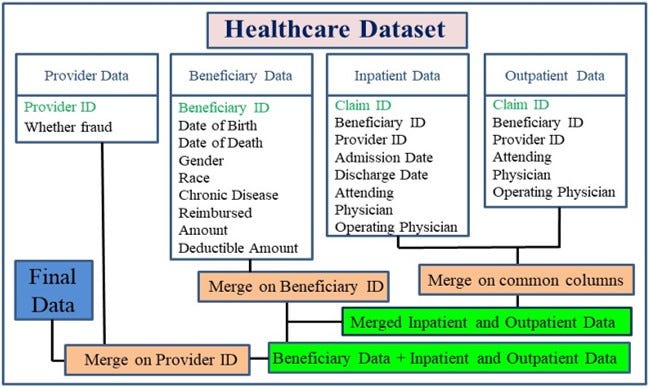 Healthcare Dataset
Provider Data
Provider ID
Whether fraud
Beneficiary Data
Beneficiary ID
Date of Birth
Date of Death
Gender
Race
Chronic Disease
Reimbursed
Amount
Deductible Amount
Inpatient Data
Claim ID
Beneficiary ID
Provider ID
Admission Date
Discharge Date
Attending
Physician
Operating Physician
Outpatient Data
Claim ID
Beneficiary ID
Provider ID
Attending
Physician
Operating Physician
Final
Data
Merge on Beneficiary ID
Merge on common columns
Merged Inpatient and Outpatient Data
Merge on Provider ID
Beneficiary Data + Inpatient and Outpatient Data